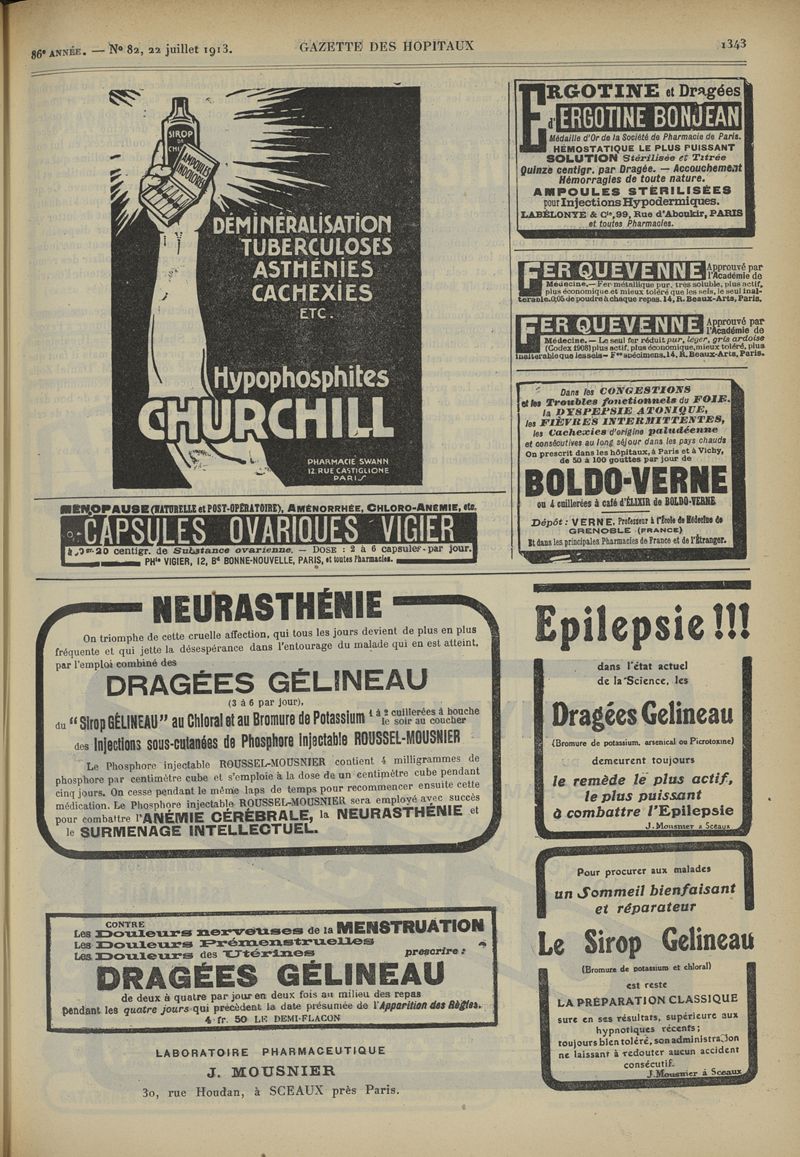 86e ANNÉE. — No 82, 22 juillet 1913.
GAZETTE DES HOPITAUX
1343
SIROP
DE
CHU
AMPOULES
INDOLORES
DÉMINÉRALISATION
TUBERCULOSES
ASTHÉNIES
CACHEXIES
ETC.
Hypophosphites
CHURCHILL
PHARMACIE SWANN
12, RUE CASTIGLIONE
PARIS
MÉNOPAUSE (NATURELLE et POST-OPÉRATOIRE), AMÉNORRHÉE, CHLORO-ANÉMIE, etc.
CAPSULES OVARIQUES VIGIER
à 0 gr. 20 centigr. de Substance ovarienne. — DOSE : 2 à 6 capsules par jour.
PHie VIGIER, 12, Bd BONNE-NOUVELLE, PARIS, et toutes Pharmacies.
ERGOTINE et Dragées
d'ERGOTINE BONJEAN
Médaille d'Or de la Société de Pharmacie de Paris.
HÉMOSTATIQUE LE PLUS PUISSANT
SOLUTION Stérilisée et Titrée
Quinze centigr. par Dragée. — Accouchement
Hémorragies de toute nature.
AMPOULES STÉRILISÉES
pour Injections Hypodermiques.
LABÉLONYE & Cie, 99, Rue d'Aboukir, PARIS
et toutes Pharmacies.
FER QUEVENNE Approuvé par
l'Académie de
Médecine.— Fer métallique pur, très soluble, plus actif,
plus économique et mieux toléré que les sels, le seul inal-
térable. 0,05 de poudre à chaque repas. 14, R. Beaux-Arts, Paris.
FER QUEVENNE Approuvé par
l'Académie de
Médecine. — Le seul fer réduit pur, léger, gris ardoise
(Codex 1908) plus actif, plus économique, mieux toléré, plus
inaltérable que les sels — Fco spécimens. 14, R. Beaux-Arts, Paris.
Dans les CONGESTIONS
et les Troubles fonctionnels du FOIE.
la DYSPEPSIE ATONIQUE,
les FIÈVRES INTERMITTENTES,
les Cachexies d'origine paludéenne
et consécutives au long séjour dans les pays chauds
On prescrit dans les hôpitaux, à Paris et à Vichy,
de 50 à 100 gouttes par jour de
BOLDO-VERNE
ou 4 cuillerées à café d'ÉLIXIR de BOLDO-VERNE
Dépôt : VERNE, Professeur à l'École de Médecine de
GRENOBLE (FRANCE)
Et dans les principales Pharmacies de France et de l'Étranger.
NEURASTHÉNIE
On triomphe de cette cruelle affection, qui tous les jours devient de plus en plus
fréquente et qui jette la désespérance dans l'entourage du malade qui en est atteint,
par l'emploi combiné des
DRAGÉES GÉLINEAU
(3 à 6 par jour),
du "Sirop GÉLINEAU" au Chloral et au Bromure de Potassium 1 à 2 cuillerées à bouche
le soir au coucher
des Injections sous-cutanées de Phosphore Injectable ROUSSEL-MOUSNIER
Le Phosphore injectable ROUSSEL-MOUSNIER contient 4 milligrammes de
phosphore par centimètre cube et s'emploie à la dose de un centimètre cube pendant
cinq jours. On cesse pendant le même laps de temps pour recommencer ensuite cette
médication. Le Phosphore injectable ROUSSEL-MOUSNIER sera employé avec succès
pour combattre l'ANÉMIE CÉRÉBRALE, la NEURASTHÉNIE et
le SURMENAGE INTELLECTUEL.
Epilepsie !!!
dans l'état actuel
de la Science, les
Dragées Gelineau
(Bromure de potassium, arsenical ou Picrotoxine)
demeurent toujours
le remède le plus actif,
le plus puissant
à combattre l'Epilepsie
J. Mousnier à Sceaux
Pour procurer aux malades
un Sommeil bienfaisant
et réparateur
Le Sirop Gelineau
(Bromure de potassium et chloral)
est resté
LA PRÉPARATION CLASSIQUE
sure en ses résultats, supérieure aux
hypnotiques récents ;
toujours bien toléré, son administration
ne laissant à redouter aucun accident
consécutif.
J. Mousnier à Sceaux
CONTRE
Les Douleurs nerveuses de la MENSTRUATION
Les Douleurs Prémenstruelles
Les Douleurs des Utérines prescrire :
DRAGÉES GÉLINEAU
de deux à quatre par jour en deux fois au milieu des repas
pendant les quatre jours qui précèdent la date présumée de l'Apparition des Règles.
4 fr. 50 LE DEMI-FLACON
LABORATOIRE PHARMACEUTIQUE
J. MOUSNIER
30, rue Houdan, à SCEAUX près Paris.